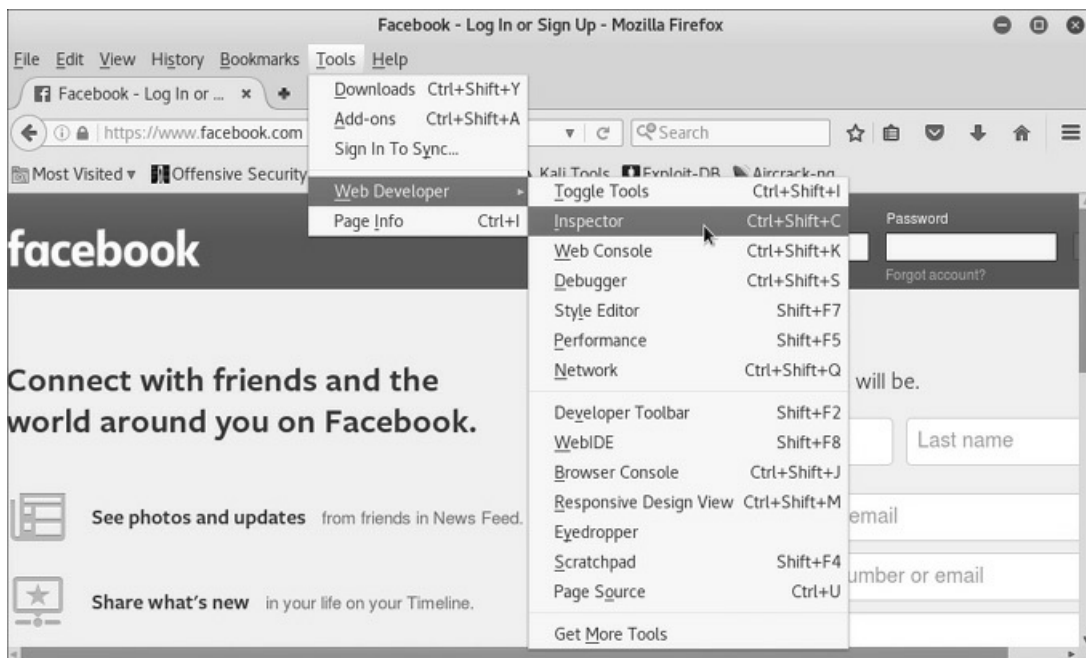 Facebook - Log In or Sign Up - Mozilla Firefox
File Edit View History Bookmarks Tools Help
Facebook - Log In or ...
https://www.facebook.com
Search
Most Visited
Offensive Security
Kali Tools
Exploit-DB
Aircrack-ng
Downloads Ctrl+Shift+Y
Add-ons Ctrl+Shift+A
Sign In To Sync...
Web Developer
Page Info Ctrl+I
Toggle Tools Ctrl+Shift+I
Inspector Ctrl+Shift+C
Web Console Ctrl+Shift+K
Debugger Ctrl+Shift+S
Style Editor Shift+F7
Performance Shift+F5
Network Ctrl+Shift+Q
Developer Toolbar Shift+F2
WebIDE Shift+F8
Browser Console Ctrl+Shift+J
Responsive Design View Ctrl+Shift+M
Eyedropper
Scratchpad Shift+F4
Page Source Ctrl+U
Get More Tools
facebook
Password
Forgot account?
Connect with friends and the
world around you on Facebook.
will be.
Last name
See photos and updates from friends in News Feed.
email
Share what's new in your life on your Timeline.
or email